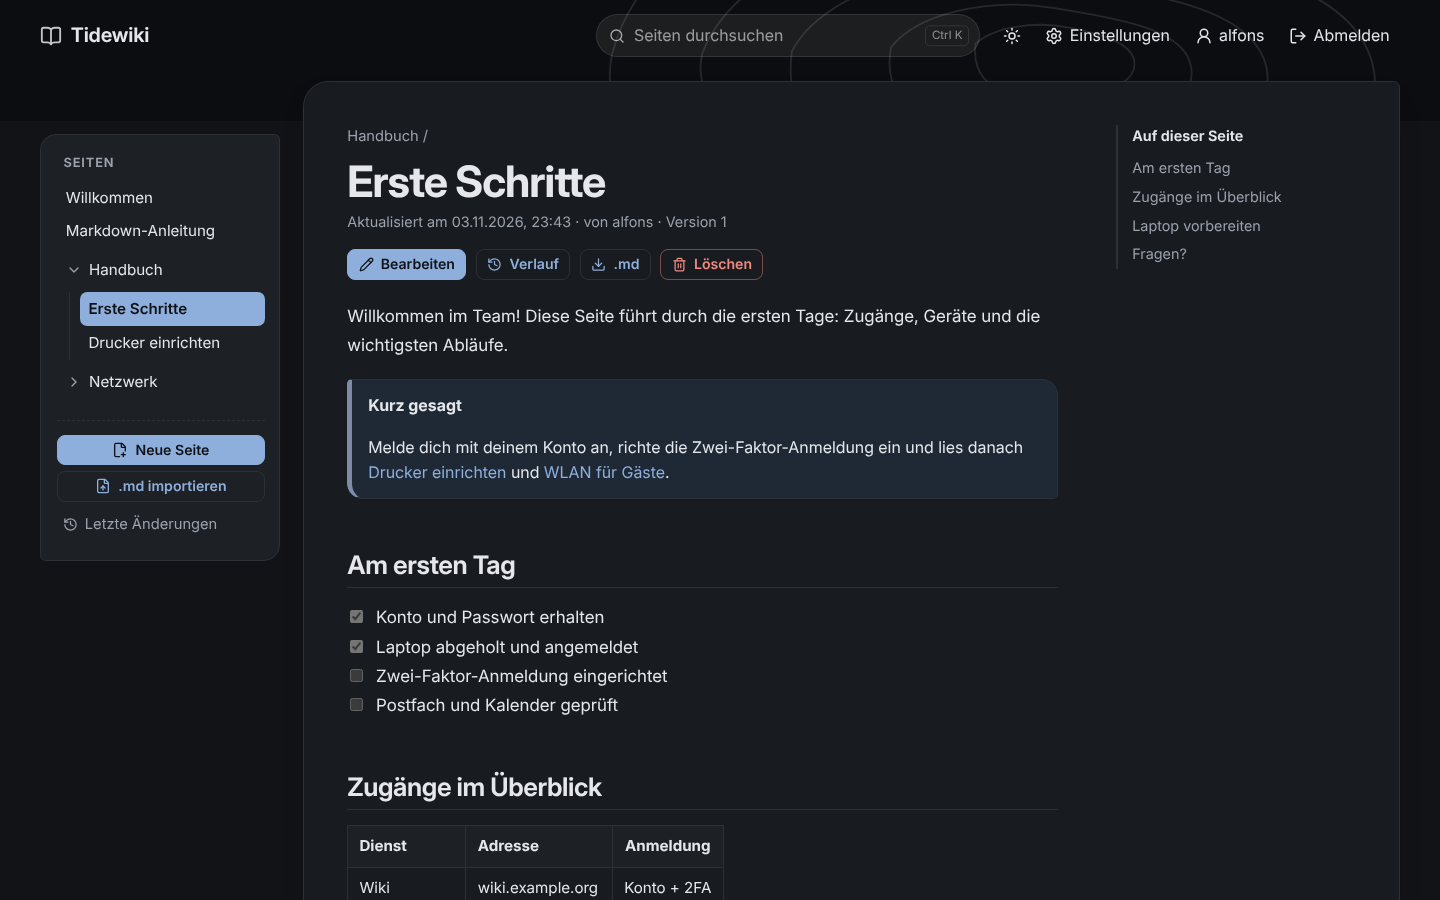 Tidewiki
Seiten durchsuchen
Ctrl K
Einstellungen
alfons
Abmelden
SEITEN
Willkommen
Markdown-Anleitung
Handbuch
Erste Schritte
Drucker einrichten
Netzwerk
Neue Seite
.md importieren
Letzte Änderungen
Handbuch /
Erste Schritte
Aktualisiert am 03.11.2026, 23:43 · von alfons · Version 1
Bearbeiten
Verlauf
.md
Löschen
Willkommen im Team! Diese Seite führt durch die ersten Tage: Zugänge, Geräte und die
wichtigsten Abläufe.
Kurz gesagt
Melde dich mit deinem Konto an, richte die Zwei-Faktor-Anmeldung ein und lies danach
Drucker einrichten und WLAN für Gäste.
Am ersten Tag
Konto und Passwort erhalten
Laptop abgeholt und angemeldet
Zwei-Faktor-Anmeldung eingerichtet
Postfach und Kalender geprüft
Zugänge im Überblick
Dienst Adresse Anmeldung
Wiki wiki.example.org Konto + 2FA
Auf dieser Seite
Am ersten Tag
Zugänge im Überblick
Laptop vorbereiten
Fragen?